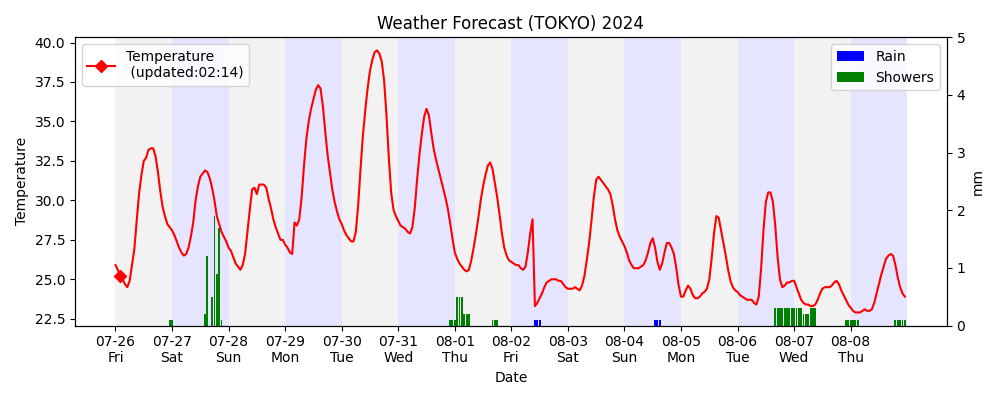 Weather Forecast (TOKYO) 2024
Temperature
(updated:02:14)
Rain
Showers
40.0
37.5
35.0
32.5
30.0
27.5
25.0
22.5
Temperature
5
4
3
2
1
0
mm
07-26 07-27 07-28 07-29 07-30 07-31 08-01 08-02 08-03 08-04 08-05 08-06 08-07 08-08
Fri Sat Sun Mon Tue Wed Thu Fri Sat Sun Mon Tue Wed Thu
Date